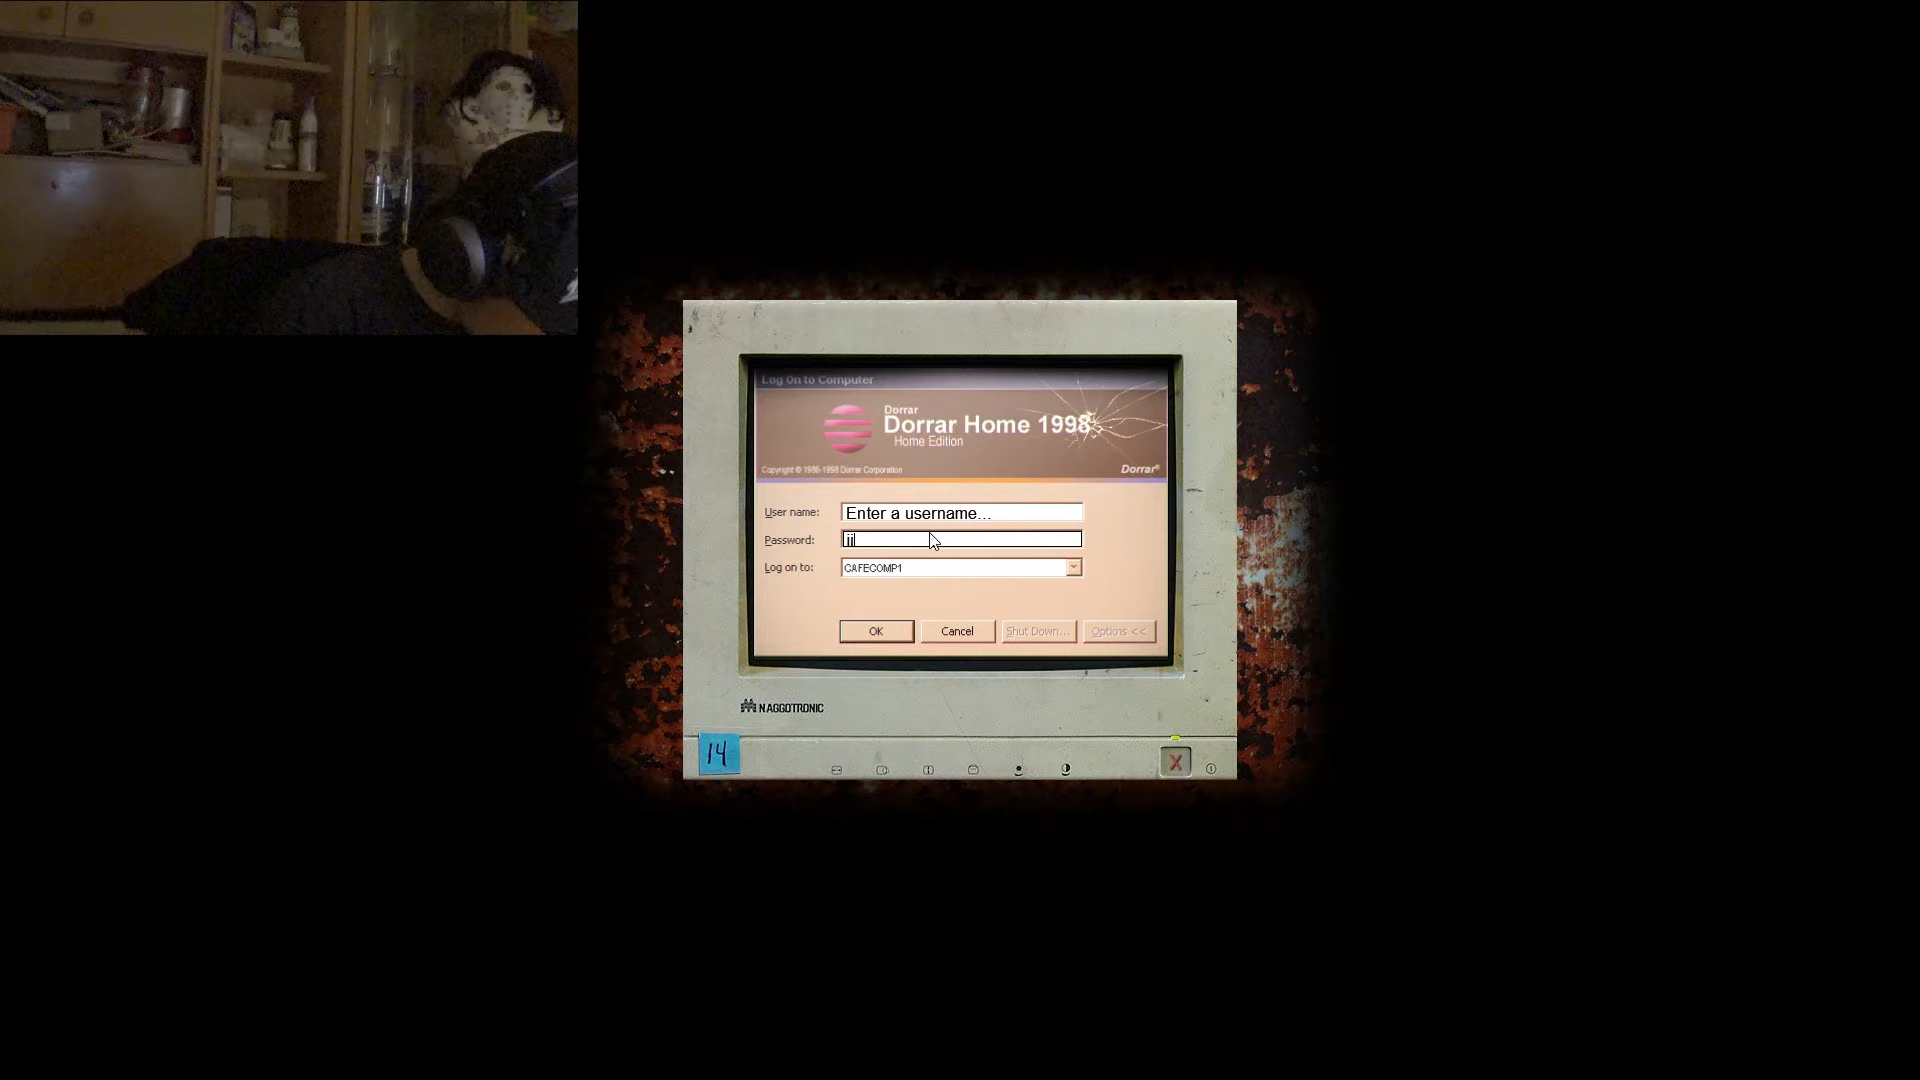 Log On to Computer
Dorrar
Dorrar Home 1998
Home Edition
Copyright © 1986-1998 Dorrar Corporation
Dorrar®
User name:
Enter a username...
Password:
ii
Log on to:
CAFECOMP1
OK
Cancel
Shut Down...
Options <<
NAGGOTRONIC
14
X